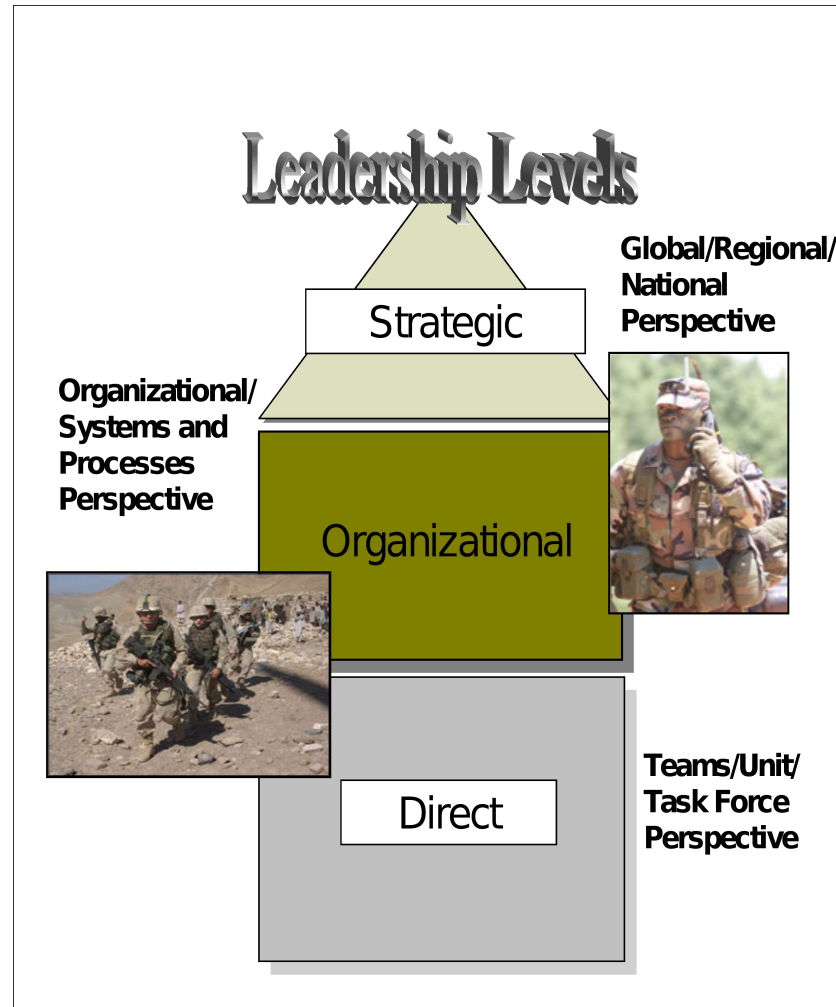 Leadership Levels
Global/Regional/
National
Perspective
Strategic
Organizational/
Systems and
Processes
Perspective
Organizational
Teams/Unit/
Task Force
Perspective
Direct